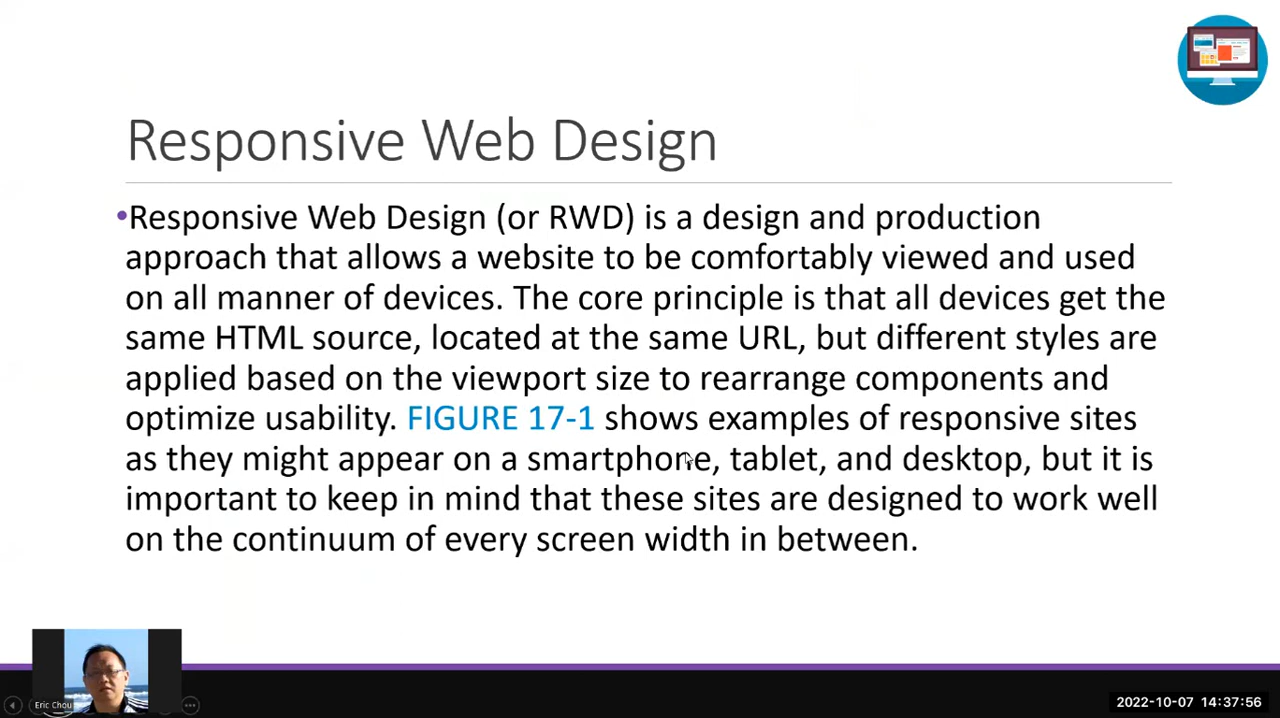 Responsive Web Design
•Responsive Web Design (or RWD) is a design and production
approach that allows a website to be comfortably viewed and used
on all manner of devices. The core principle is that all devices get the
same HTML source, located at the same URL, but different styles are
applied based on the viewport size to rearrange components and
optimize usability. FIGURE 17-1 shows examples of responsive sites
as they might appear on a smartphone, tablet, and desktop, but it is
important to keep in mind that these sites are designed to work well
on the continuum of every screen width in between.
Eric Chou
2022-10-07 14:37:56